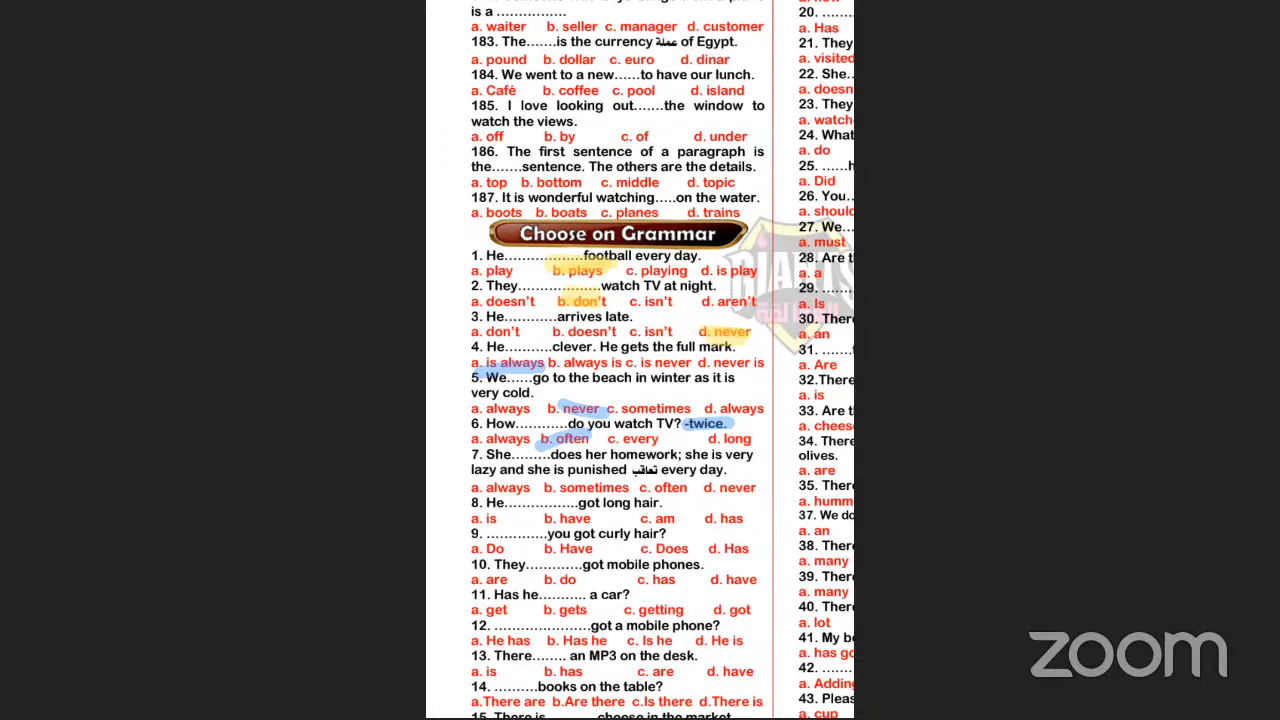 is a ...............
a. waiter b. seller c. manager d. customer
183. The.......is the currency عملة of Egypt.
a. pound b. dollar c. euro d. dinar
184. We went to a new......to have our lunch.
a. Café b. coffee c. pool d. island
185. I love looking out.......the window to
watch the views.
a. off b. by c. of d. under
186. The first sentence of a paragraph is
the.......sentence. The others are the details.
a. top b. bottom c. middle d. topic
187. It is wonderful watching.....on the water.
a. boots b. boats c. planes d. trains
Choose on Grammar
1. He..................football every day.
a. play b. plays c. playing d. is play
2. They...................watch TV at night.
a. doesn't b. don't c. isn't d. aren't
3. He............arrives late.
a. don't b. doesn't c. isn't d. never
4. He...........clever. He gets the full mark.
a. is always b. always is c. is never d. never is
5. We......go to the beach in winter as it is
very cold.
a. always b. never c. sometimes d. always
6. How............do you watch TV? -twice.
a. always b. often c. every d. long
7. She.........does her homework; she is very
lazy and she is punished تعاقب every day.
a. always b. sometimes c. often d. never
8. He.................got long hair.
a. is b. have c. am d. has
9. ..............you got curly hair?
a. Do b. Have c. Does d. Has
10. They.............got mobile phones.
a. are b. do c. has d. have
11. Has he........... a car?
a. get b. gets c. getting d. got
12. ......................got a mobile phone?
a. He has b. Has he c. Is he d. He is
13. There........ an MP3 on the desk.
a. is b. has c. are d. have
14. ..........books on the table?
a.There are b.Are there c.Is there d.There is
20. ........
a. Has
21. They
a. visited
22. She..
a. doesn
23. They
a. watch
24. What
a. do
25. ......h
a. Did
26. You..
a. should
27. We...
a. must
28. Are th
a. a
29. ........
a. Is
30. There
a. an
31. .......
a. Are
32.There
a. is
33. Are th
a. cheese
34. There
olives.
a. are
35. There
a. humm
37. We do
a. an
38. There
a. many
39. There
a. many
40. There
a. lot
41. My be
a. has go
42. .......
a. Adding
43. Pleas
a. cup
GIANTS
zoom